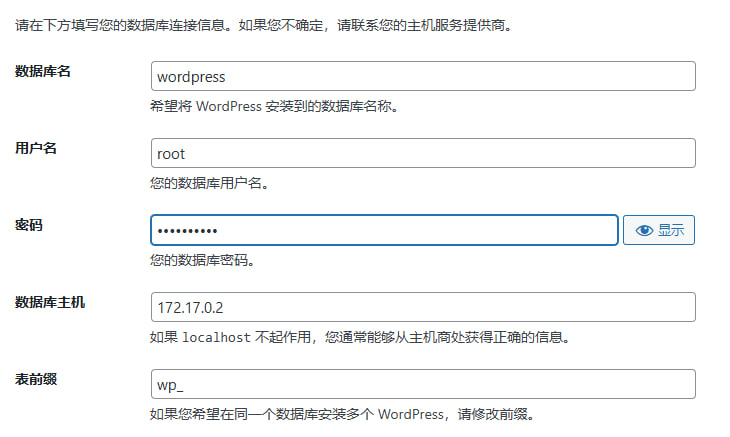 请在下方填写您的数据库连接信息。如果您不确定，请联系您的主机服务提供商。
数据库名
wordpress
希望将 WordPress 安装到的数据库名称。
用户名
root
您的数据库用户名。
密码
••••••••••
显示
您的数据库密码。
数据库主机
172.17.0.2
如果 localhost 不起作用，您通常能够从主机商处获得正确的信息。
表前缀
wp_
如果您希望在同一个数据库安装多个 WordPress，请修改前缀。